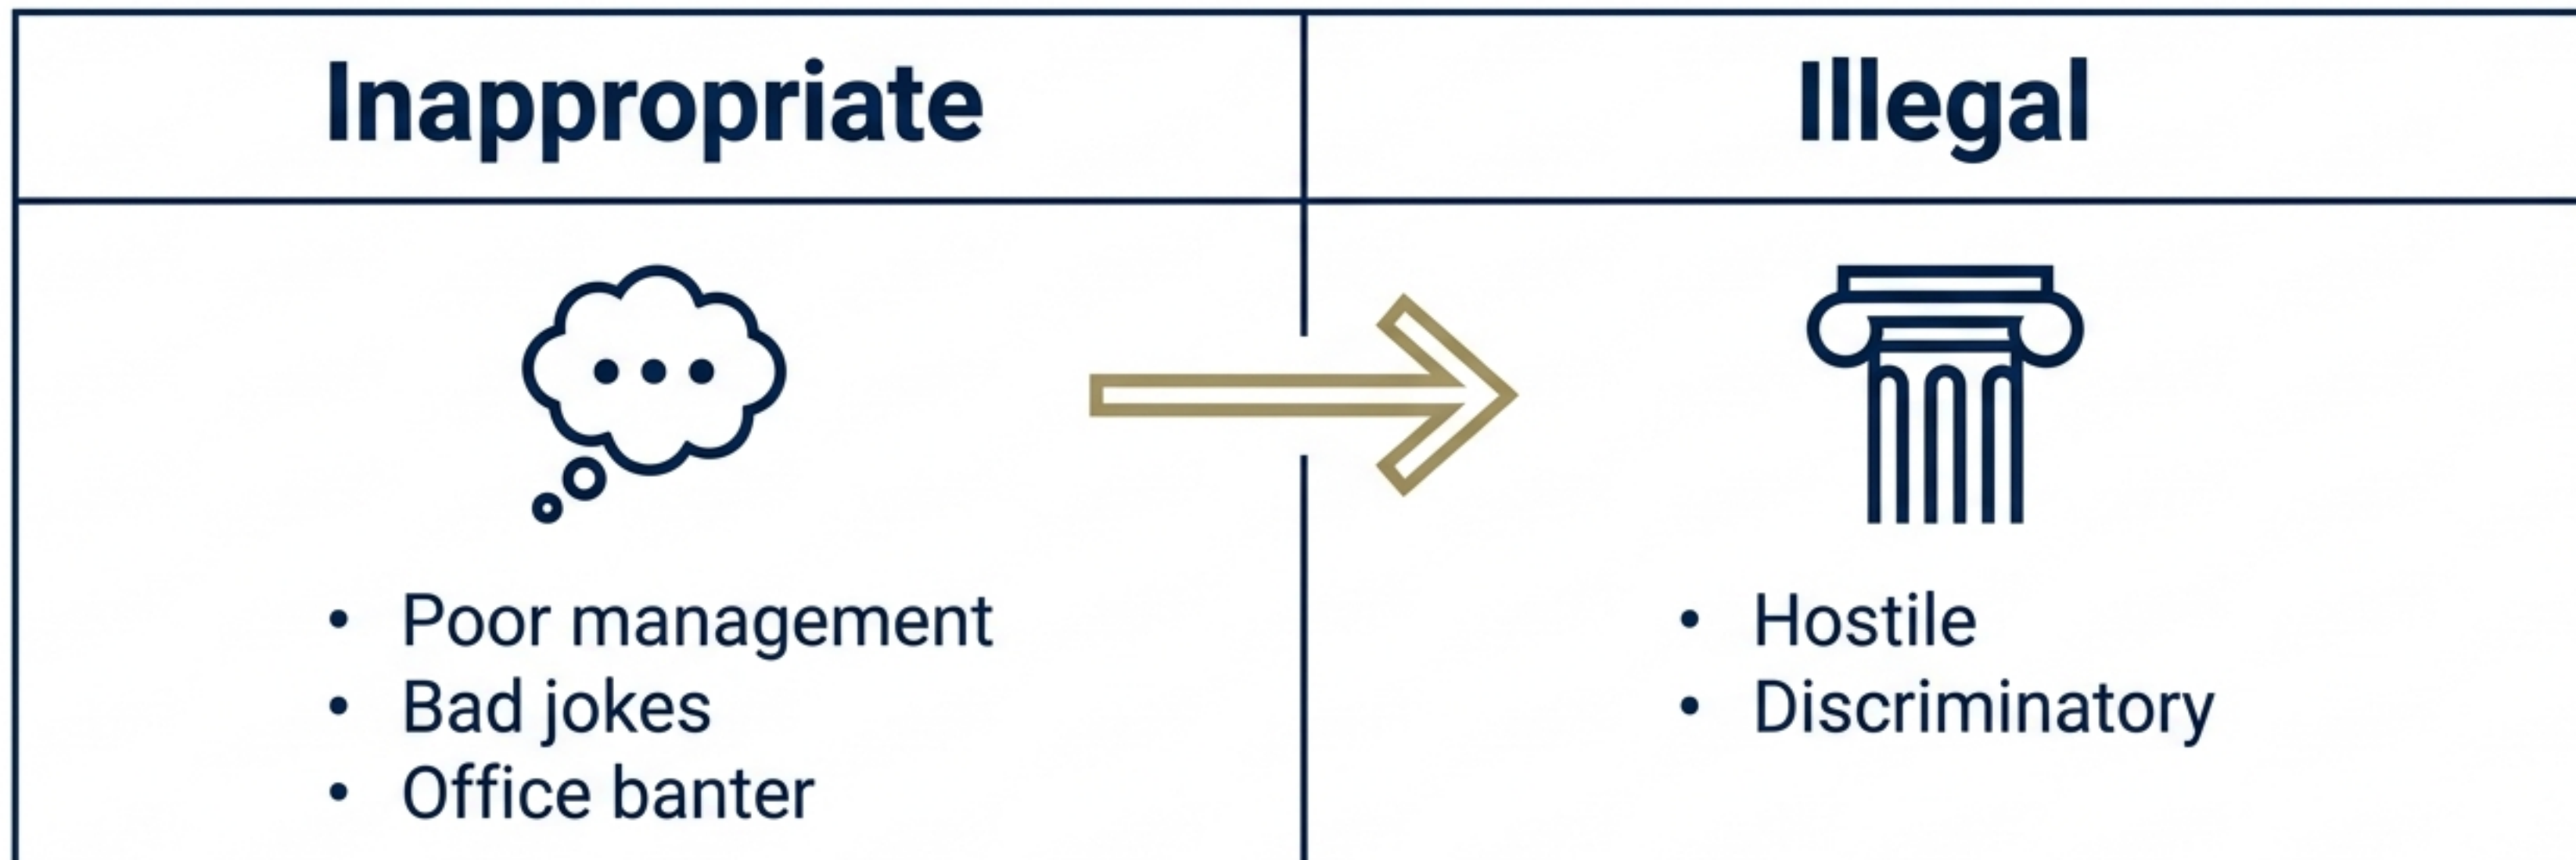 Inappropriate
Illegal
• Poor management
• Bad jokes
• Office banter
• Hostile
• Discriminatory